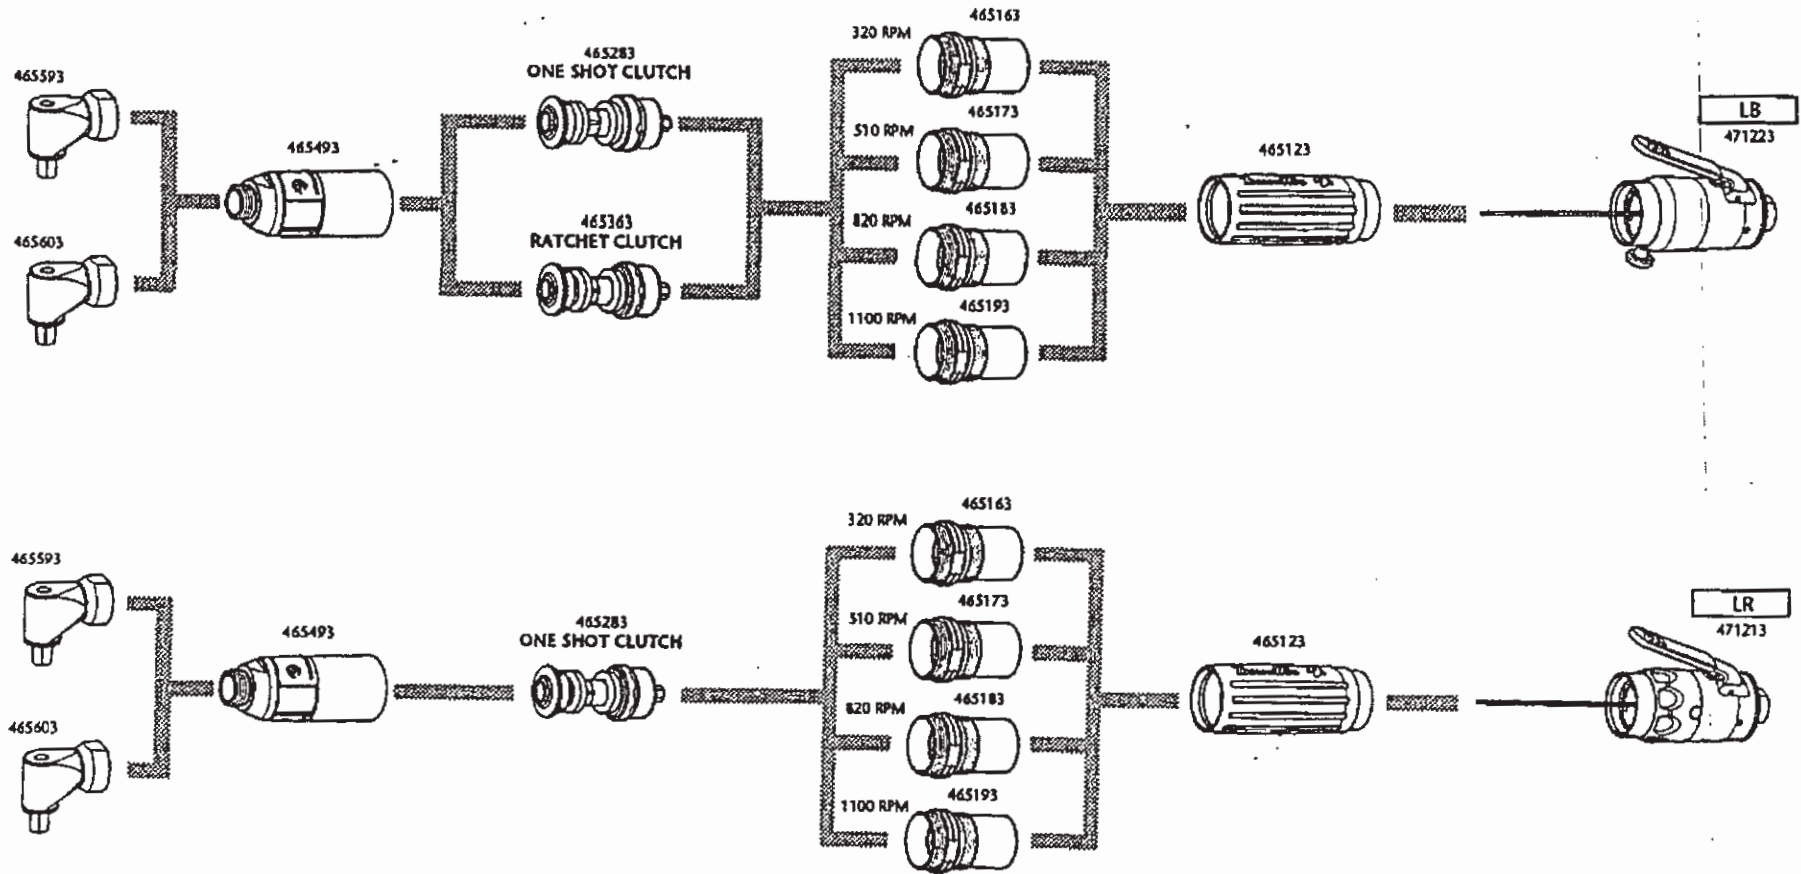 465593
465603
465493
465283
ONE SHOT CLUTCH
465363
RATCHET CLUTCH
320 RPM
465163
510 RPM
465173
820 RPM
465183
1100 RPM
465193
465123
LB
471223
465593
465603
465493
465283
ONE SHOT CLUTCH
320 RPM
465163
510 RPM
465173
820 RPM
465183
1100 RPM
465193
465123
LR
471213